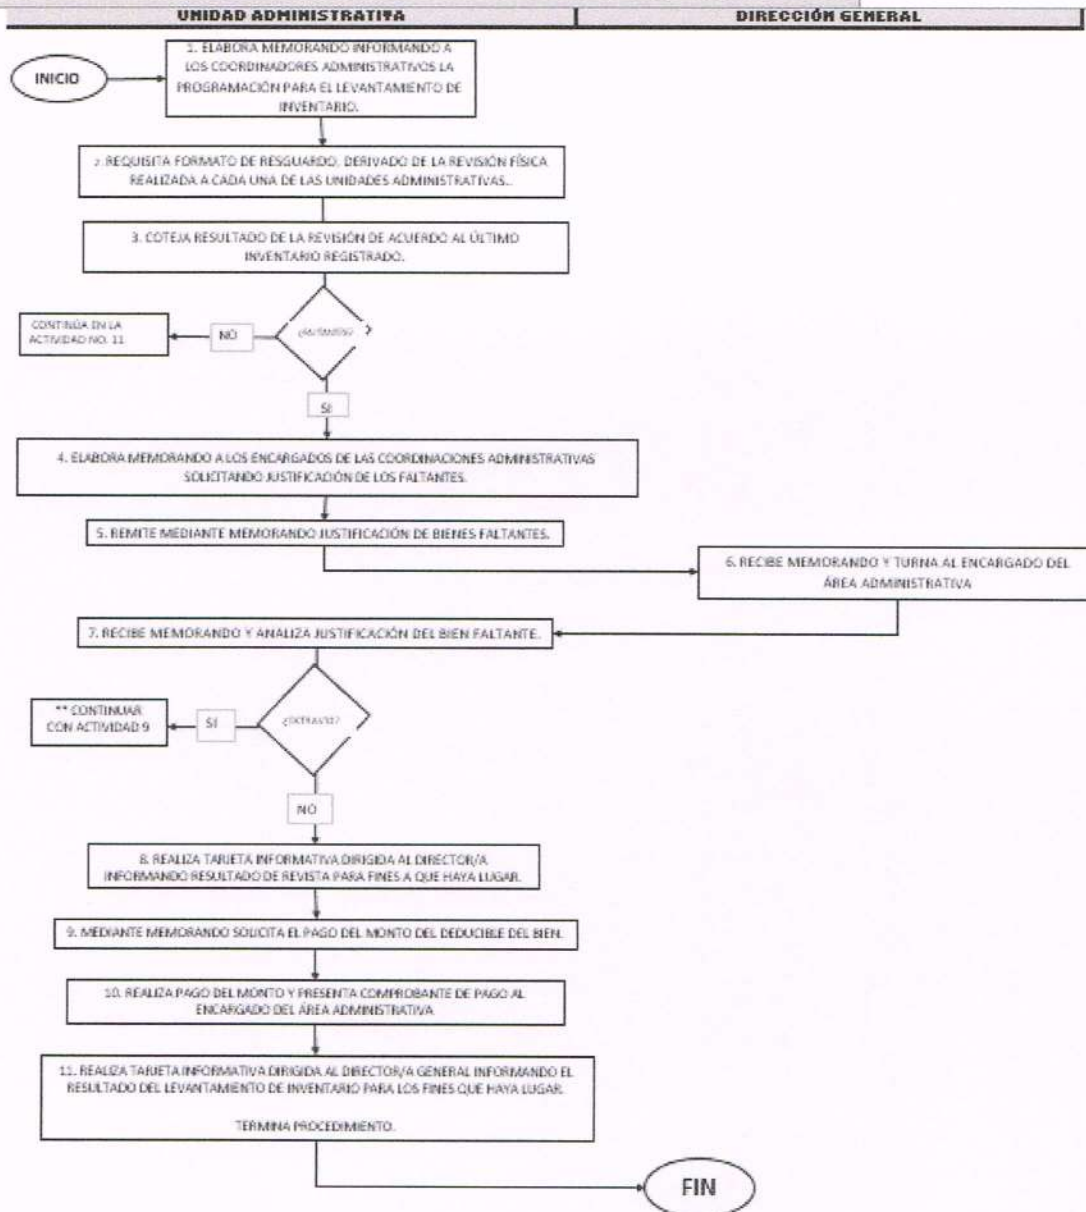 UNIDAD ADMINISTRATIVA
DIRECCIÓN GENERAL
INICIO
1. ELABORA MEMORANDO INFORMANDO A
LOS COORDINADORES ADMINISTRATIVOS LA
PROGRAMACIÓN PARA EL LEVANTAMIENTO DE
INVENTARIO.
2. REQUISITA FORMATO DE RESGUARDO, DERIVADO DE LA REVISIÓN FÍSICA
REALIZADA A CADA UNA DE LAS UNIDADES ADMINISTRATIVAS..
3. COTEJA RESULTADO DE LA REVISIÓN DE ACUERDO AL ÚLTIMO
INVENTARIO REGISTRADO.
CONTINÚA EN LA
ACTIVIDAD NO. 11
NO
SI
4. ELABORA MEMORANDO A LOS ENCARGADOS DE LAS COORDINACIONES ADMINISTRATIVAS
SOLICITANDO JUSTIFICACIÓN DE LOS FALTANTES.
5. REMITE MEDIANTE MEMORANDO JUSTIFICACIÓN DE BIENES FALTANTES.
6. RECIBE MEMORANDO Y TURNA AL ENCARGADO DEL
ÁREA ADMINISTRATIVA
7. RECIBE MEMORANDO Y ANALIZA JUSTIFICACIÓN DEL BIEN FALTANTE.
** CONTINUAR
CON ACTIVIDAD 9
SI
NO
8. REALIZA TARJETA INFORMATIVA DIRIGIDA AL DIRECTOR/A
INFORMANDO RESULTADO DE REVISTA PARA FINES A QUE HAYA LUGAR.
9. MEDIANTE MEMORANDO SOLICITA EL PAGO DEL MONTO DEL DEDUCIBLE DEL BIEN.
10. REALIZA PAGO DEL MONTO Y PRESENTA COMPROBANTE DE PAGO AL
ENCARGADO DEL ÁREA ADMINISTRATIVA
11. REALIZA TARJETA INFORMATIVA DIRIGIDA AL DIRECTOR/A GENERAL INFORMANDO EL
RESULTADO DEL LEVANTAMIENTO DE INVENTARIO PARA LOS FINES QUE HAYA LUGAR.
TERMINA PROCEDIMIENTO.
FIN